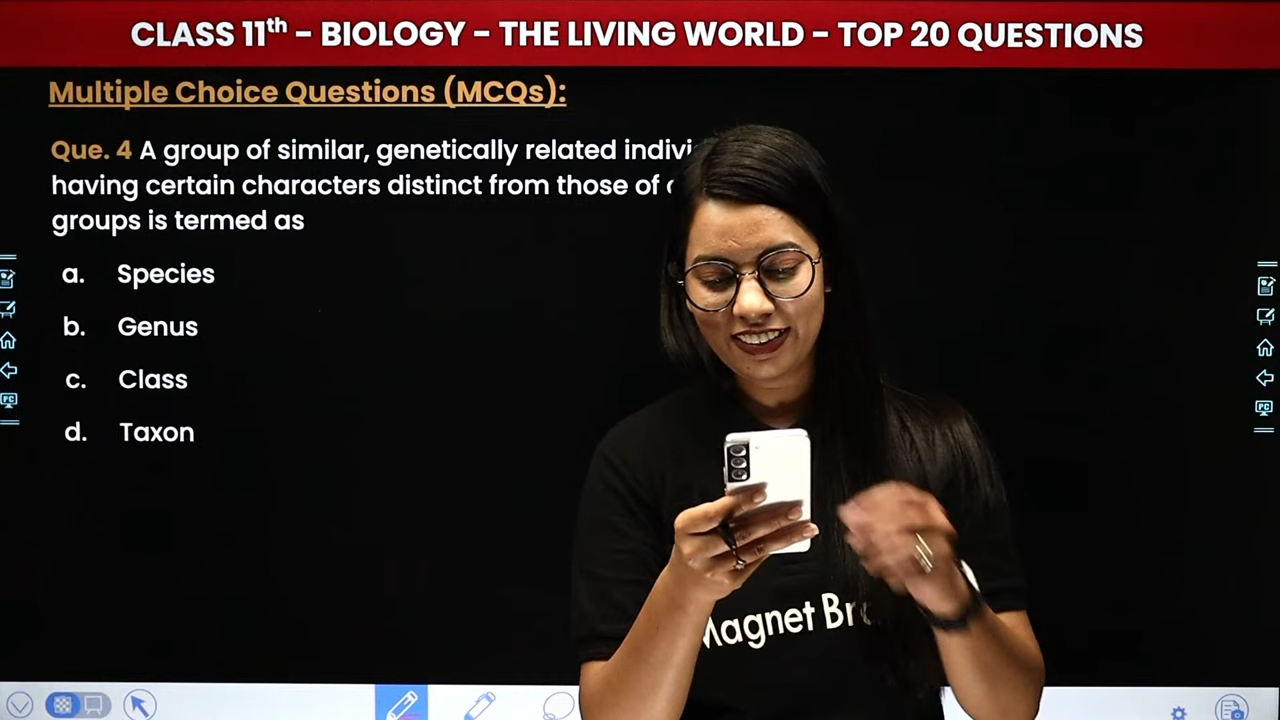 CLASS 11th - BIOLOGY - THE LIVING WORLD - TOP 20 QUESTIONS
Multiple Choice Questions (MCQs):
Que. 4 A group of similar, genetically related
having certain characters distinct from those of
groups is termed as
a. Species
b. Genus
c. Class
d. Taxon
Magnet